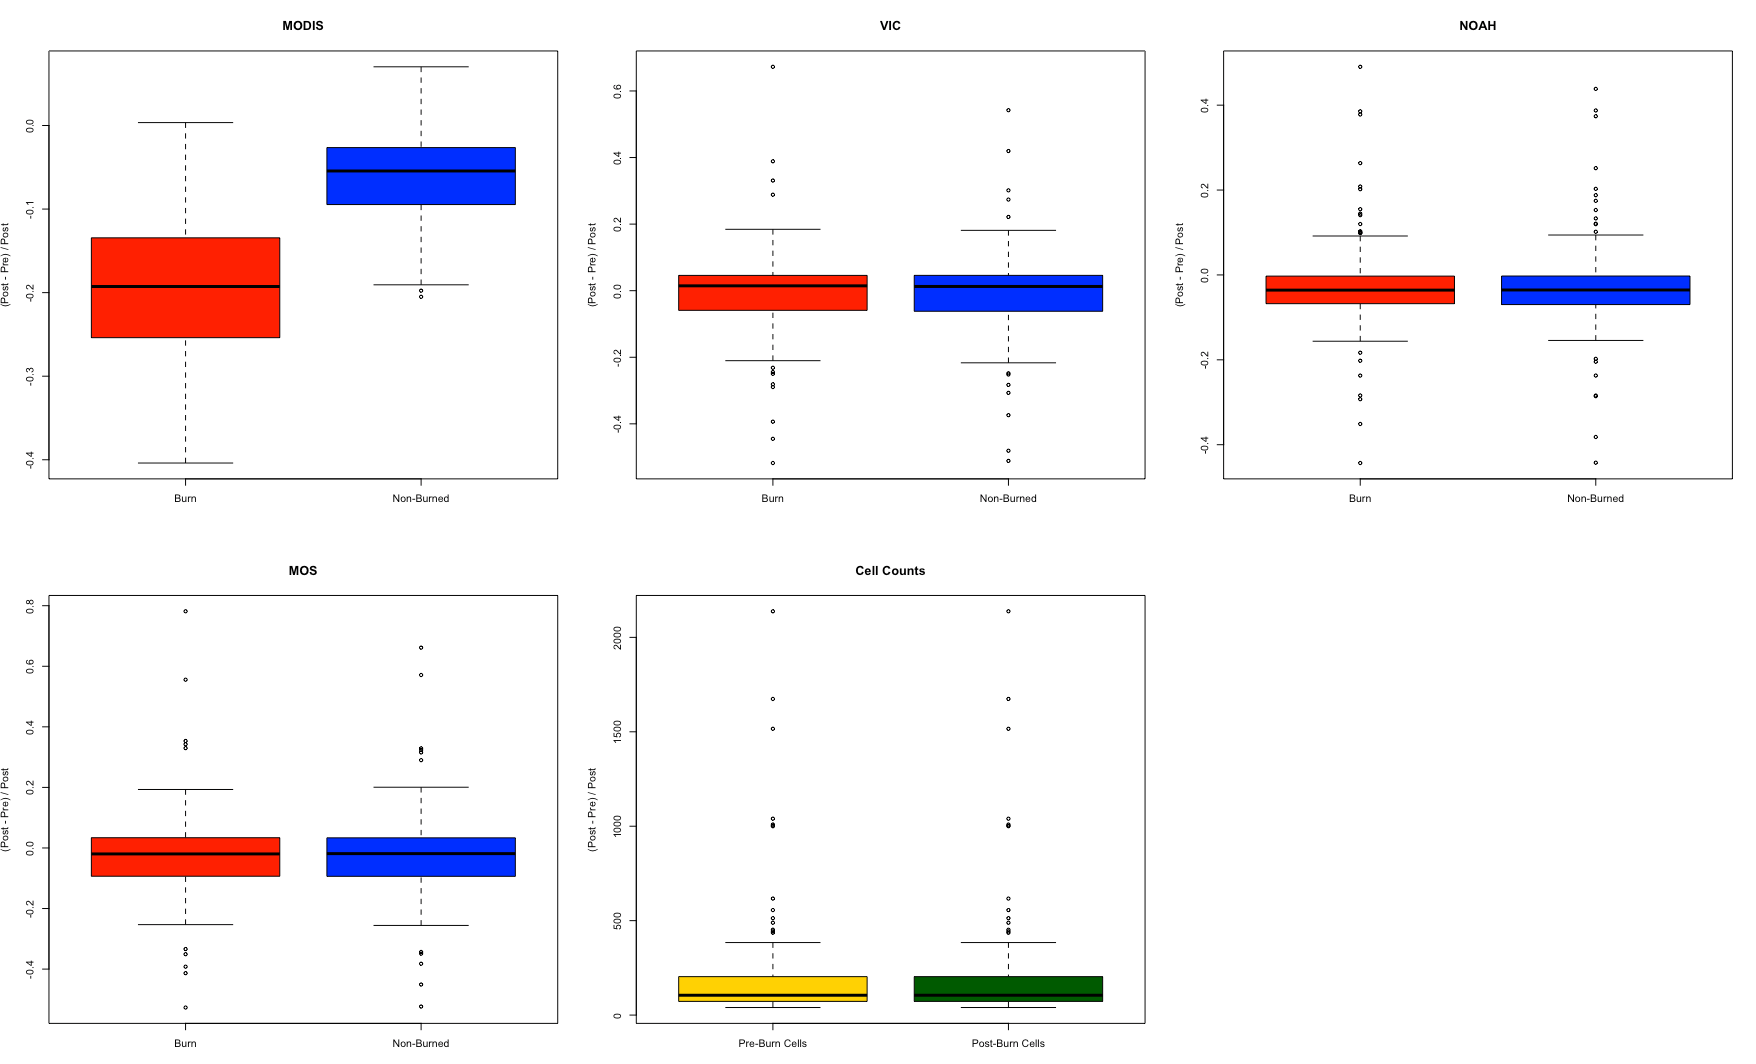 MODIS
(Post - Pre) / Post
0.0
-0.1
-0.2
-0.3
-0.4
Burn
Non-Burned
VIC
(Post - Pre) / Post
0.6
0.4
0.2
0.0
-0.2
-0.4
Burn
Non-Burned
NOAH
(Post - Pre) / Post
0.4
0.2
0.0
-0.2
-0.4
Burn
Non-Burned
MOS
(Post - Pre) / Post
0.8
0.6
0.4
0.2
0.0
-0.2
-0.4
Burn
Non-Burned
Cell Counts
(Post - Pre) / Post
2000
1500
1000
500
0
Pre-Burn Cells
Post-Burn Cells